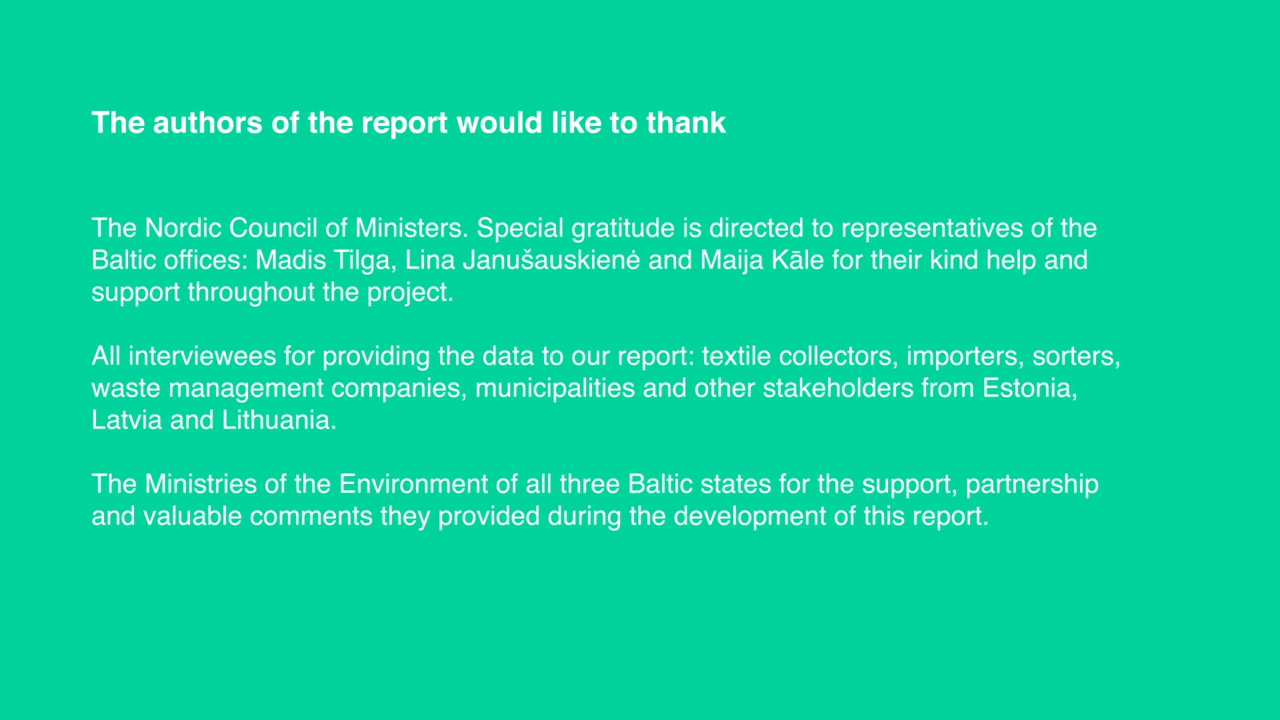 The authors of the report would like to thank
The Nordic Council of Ministers. Special gratitude is directed to representatives of the
Baltic offices: Madis Tilga, Lina Janušauskienė and Maija Kāle for their kind help and
support throughout the project.
All interviewees for providing the data to our report: textile collectors, importers, sorters,
waste management companies, municipalities and other stakeholders from Estonia,
Latvia and Lithuania.
The Ministries of the Environment of all three Baltic states for the support, partnership
and valuable comments they provided during the development of this report.